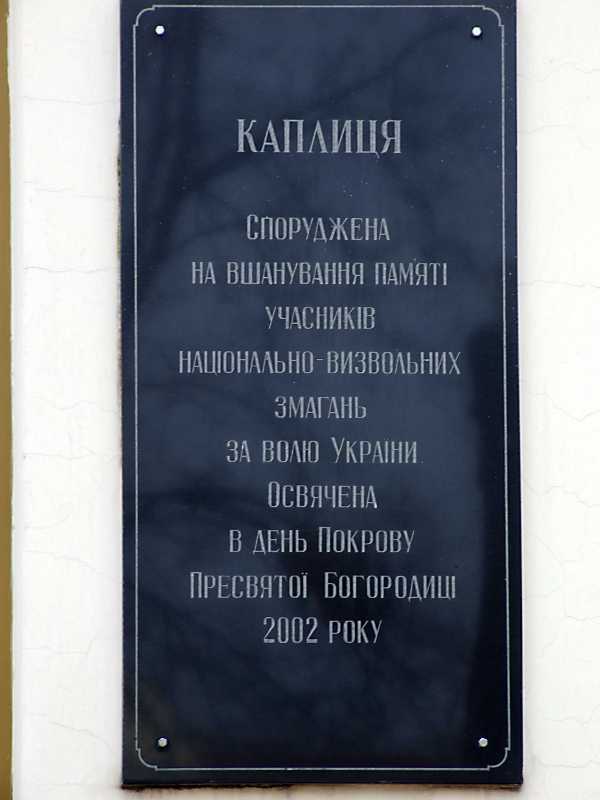 КАПЛИЦЯ
СПОРУДЖЕНА
НА ВШАНУВАННЯ ПАМ'ЯТІ
УЧАСНИКІВ
НАЦІОНАЛЬНО-ВИЗВОЛЬНИХ
ЗМАГАНЬ
ЗА ВОЛЮ УКРАЇНИ.
ОСВЯЧЕНА
В ДЕНЬ ПОКРОВУ
ПРЕСВЯТОЇ БОГОРОДИЦІ
2002 РОКУ